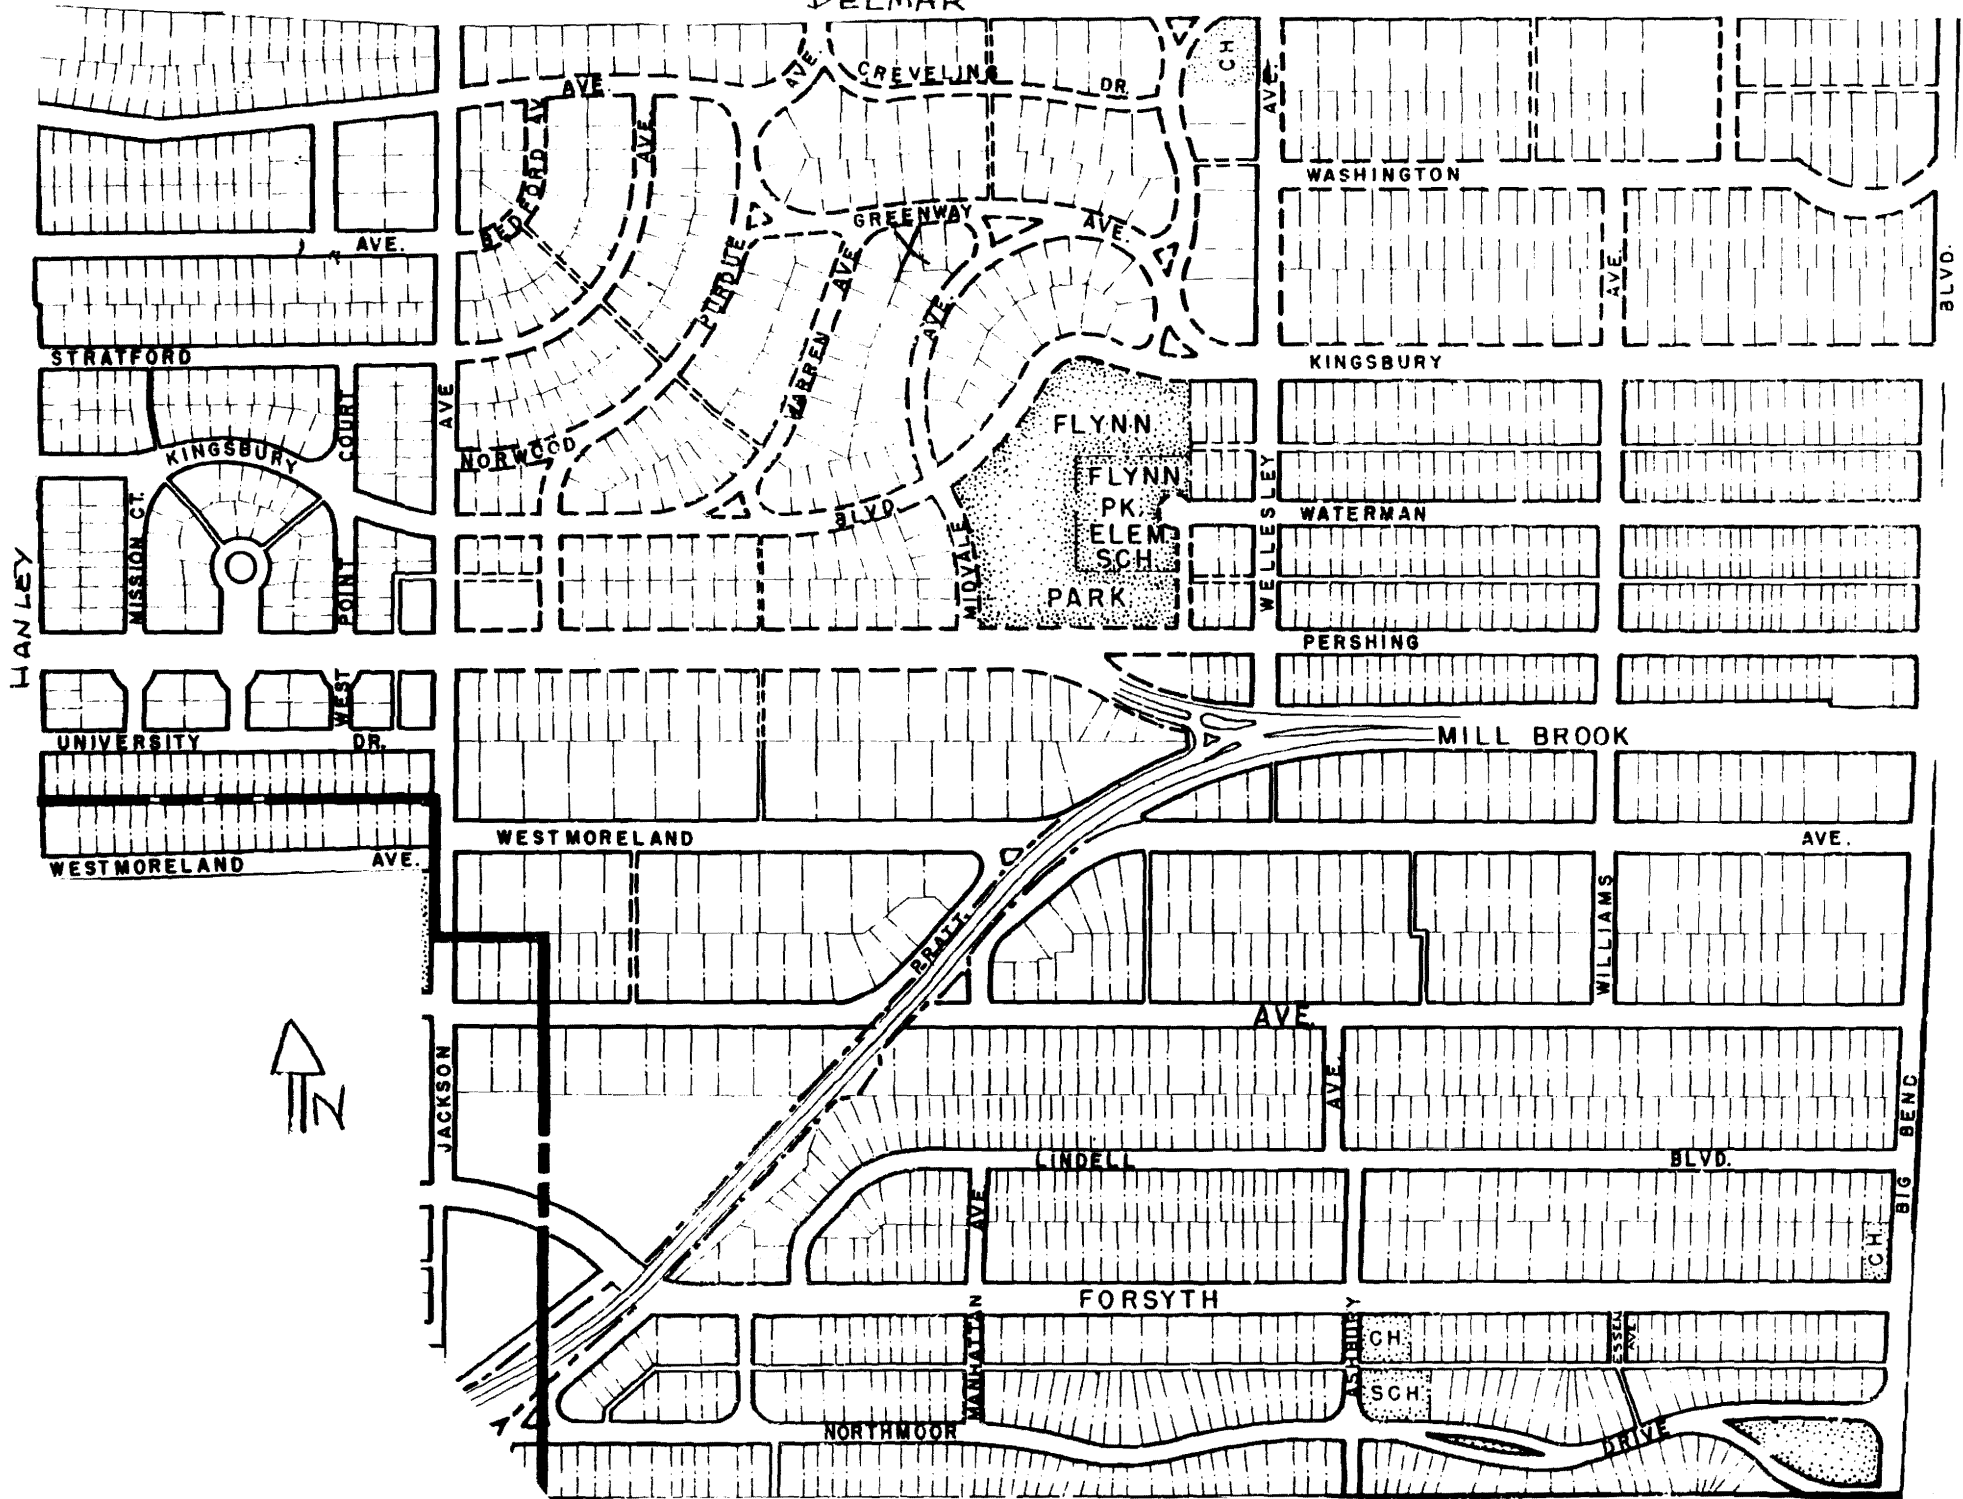 DELMAR
CH
CREVELING
DR.
AVE.
AVE.
AVE.
BEDFORD AV.
AVE.
WASHINGTON
GREENWAY
AVE.
AVE.
PURDUE
AVE
AVE.
AVE.
BLVD.
STRATFORD
KINGSBURY
WARREN
COURT
AVE
FLYNN
NORWOOD
KINGSBURY
FLYNN
PK.
ELEM
SCH
WELLESLEY
WATERMAN
BLVD.
MISSION CT.
MIDVALE
HANLEY
POINT
PARK
PERSHING
WEST
UNIVERSITY
DR.
MILL BROOK
WESTMORELAND
AVE.
WESTMORELAND
AVE.
PRATT
WILLIAMS
AVE.
N
JACKSON
AVE.
BIG BEND
LINDELL
BLVD.
AVE
CH.
FORSYTH
MANHATTAN
ASHBURY
CH
ESSEN AVE
SCH
NORTHMOOR
DRIVE